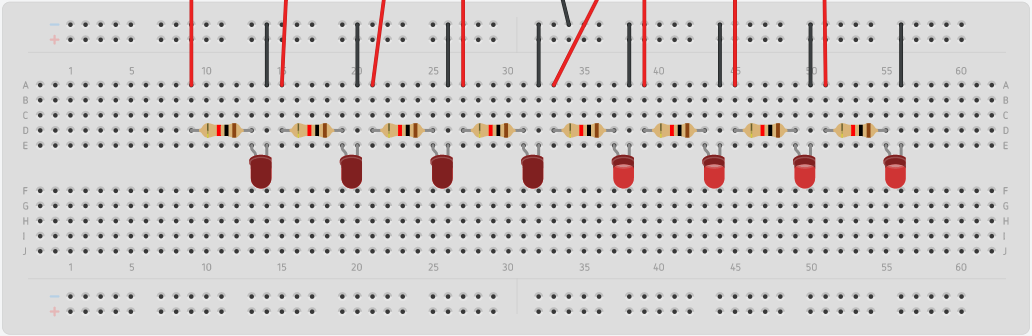 −
+
1 5 10 15 20 25 30 35 40 45 50 55 60
A A
B B
C C
D D
E E
F F
G G
H H
I I
J J
1 5 10 15 20 25 30 35 40 45 50 55 60
−
+